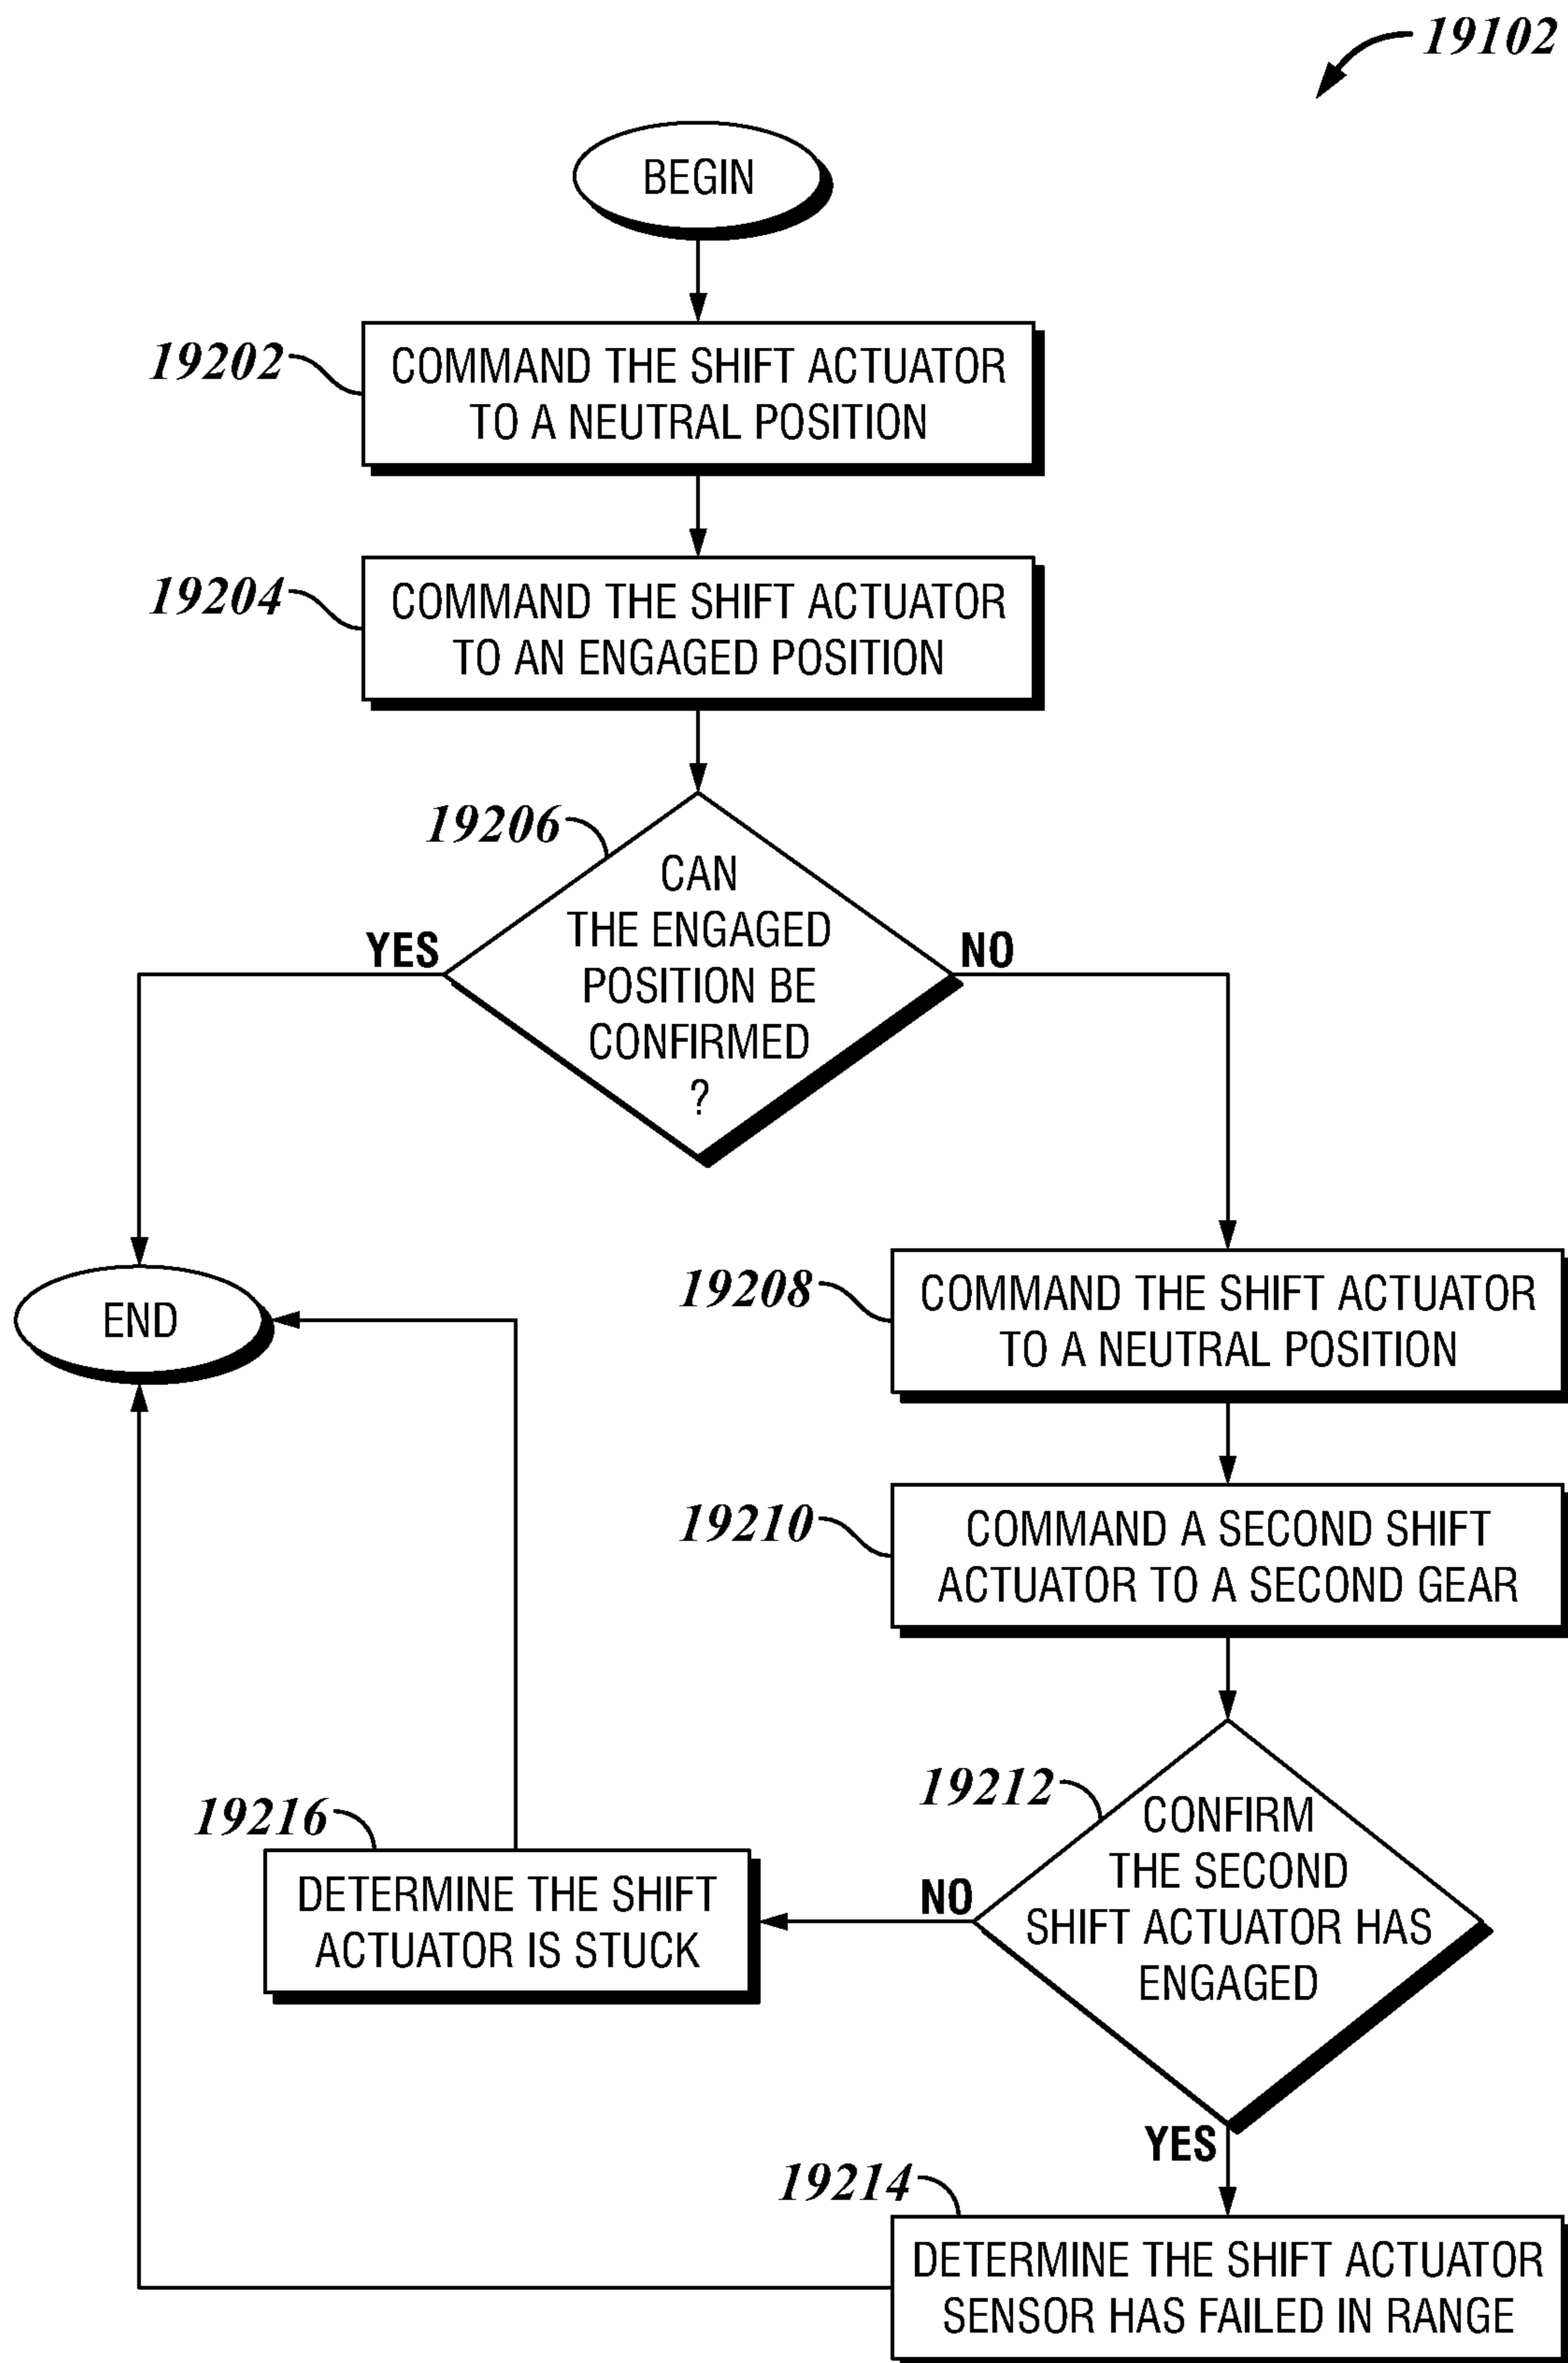 19102
BEGIN
19202
COMMAND THE SHIFT ACTUATOR
TO A NEUTRAL POSITION
19204
COMMAND THE SHIFT ACTUATOR
TO AN ENGAGED POSITION
19206
CAN
THE ENGAGED
POSITION BE
CONFIRMED
?
YES
NO
END
19208
COMMAND THE SHIFT ACTUATOR
TO A NEUTRAL POSITION
19210
COMMAND A SECOND SHIFT
ACTUATOR TO A SECOND GEAR
19212
CONFIRM
THE SECOND
SHIFT ACTUATOR HAS
ENGAGED
NO
19216
DETERMINE THE SHIFT
ACTUATOR IS STUCK
YES
19214
DETERMINE THE SHIFT ACTUATOR
SENSOR HAS FAILED IN RANGE